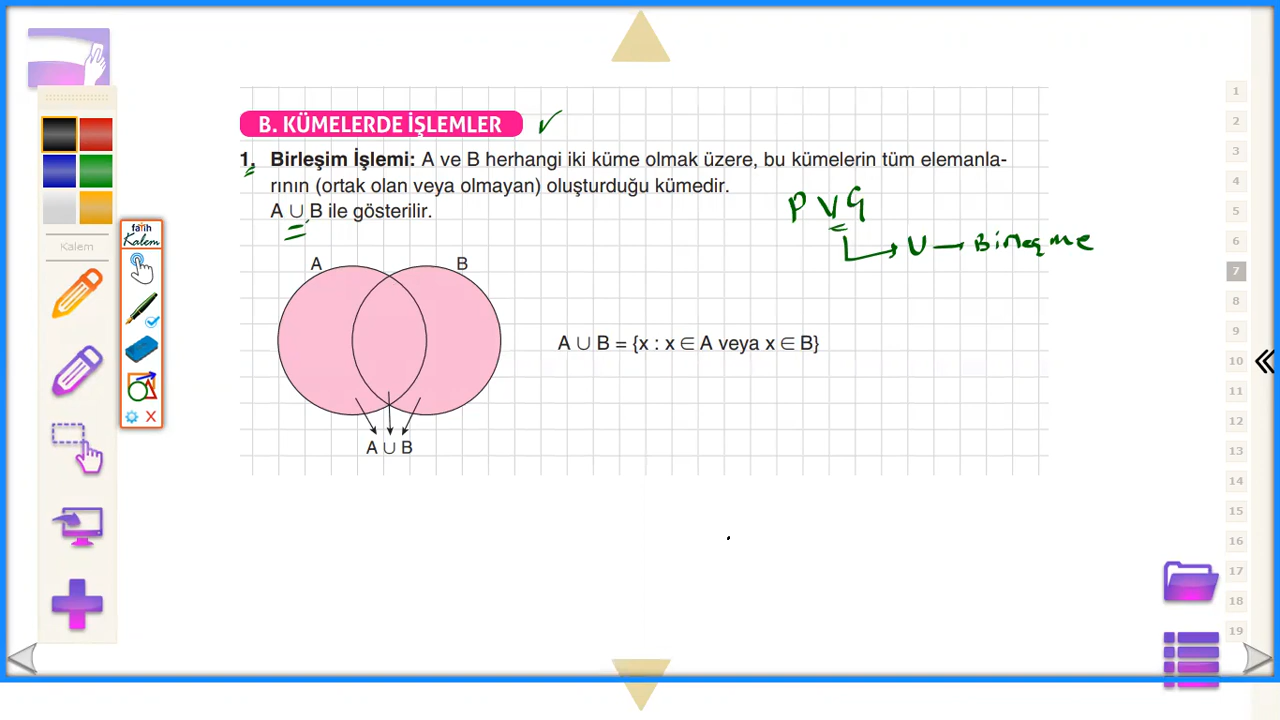 B. KÜMELERDE İŞLEMLER ✓
1. Birleşim İşlemi: A ve B herhangi iki küme olmak üzere, bu kümelerin tüm elemanla-
rının (ortak olan veya olmayan) oluşturduğu kümedir.
A ∪ B ile gösterilir.
P V q
U → Birleşme
A
B
A ∪ B = {x : x ∈ A veya x ∈ B}
A ∪ B
Kalem
fatih
Kalem
1
2
3
4
5
6
7
8
9
10
11
12
13
14
15
16
17
18
19